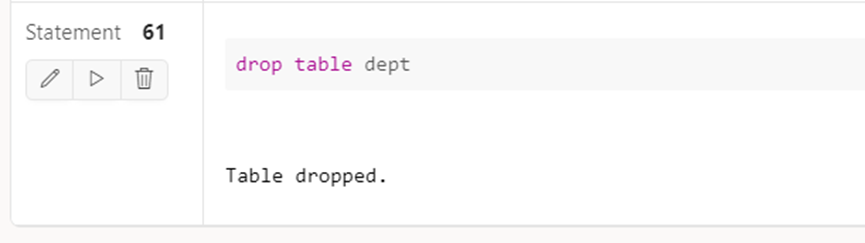 Statement 61
drop table dept
Table dropped.